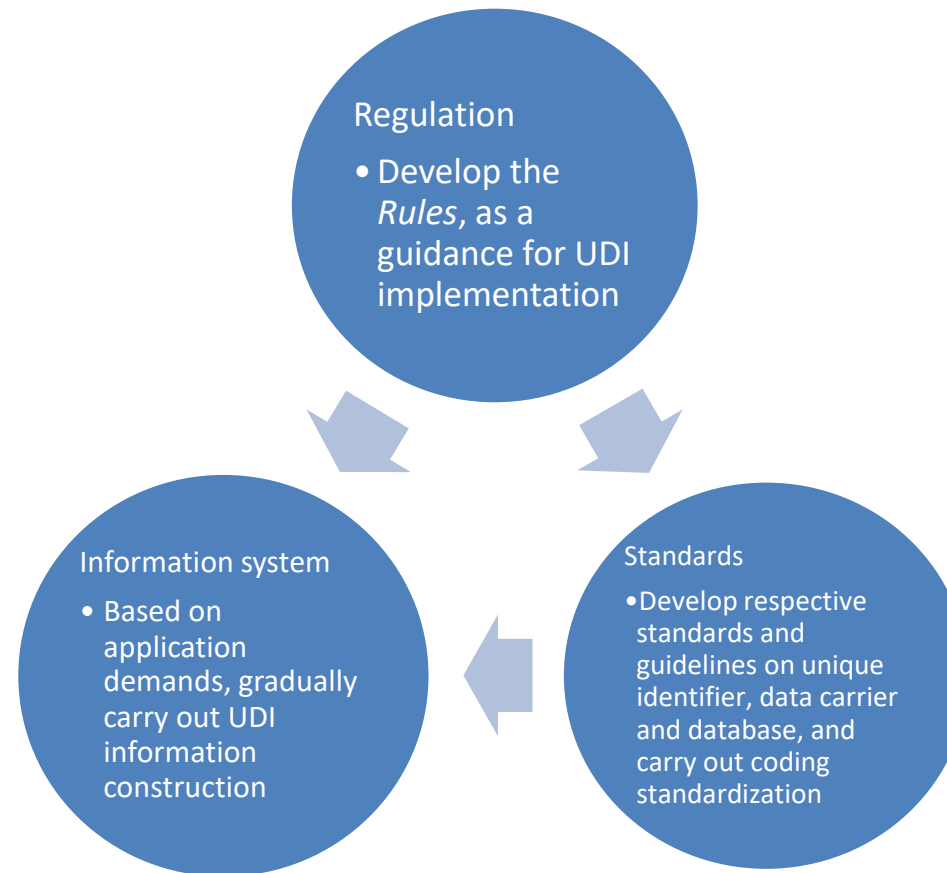 Regulation
• Develop the
Rules, as a
guidance for UDI
implementation
Information system
• Based on
application
demands, gradually
carry out UDI
information
construction
Standards
•Develop respective
standards and
guidelines on unique
identifier, data carrier
and database, and
carry out coding
standardization